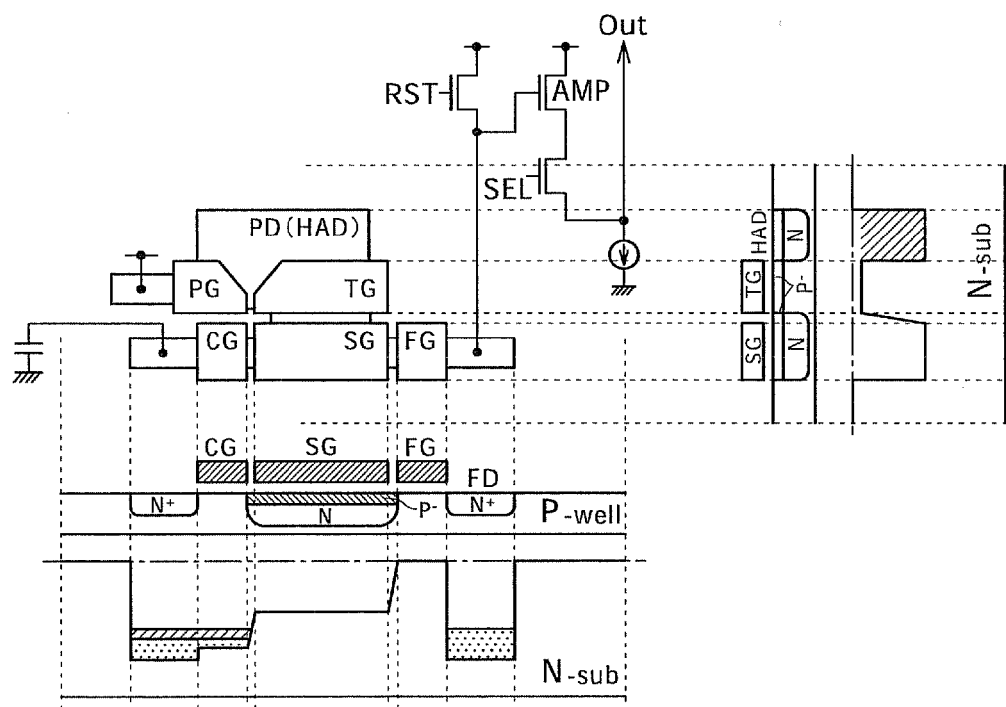 Out
RST
AMP
SEL
PD (HAD)
PG
TG
CG
SG
FG
HAD
N
TG
P-
SG
N
N-sub
CG
SG
FG
FD
N+
N
P-
N+
P-well
N-sub